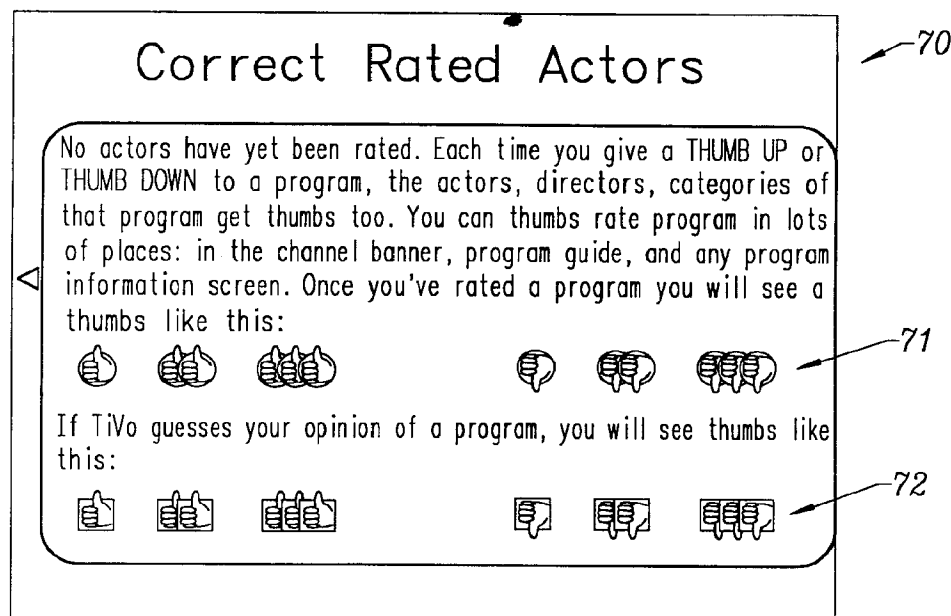 Correct Rated Actors
70
No actors have yet been rated. Each time you give a THUMB UP or
THUMB DOWN to a program, the actors, directors, categories of
that program get thumbs too. You can thumbs rate program in lots
of places: in the channel banner, program guide, and any program
information screen. Once you've rated a program you will see a
thumbs like this:
71
If TiVo guesses your opinion of a program, you will see thumbs like
this:
72